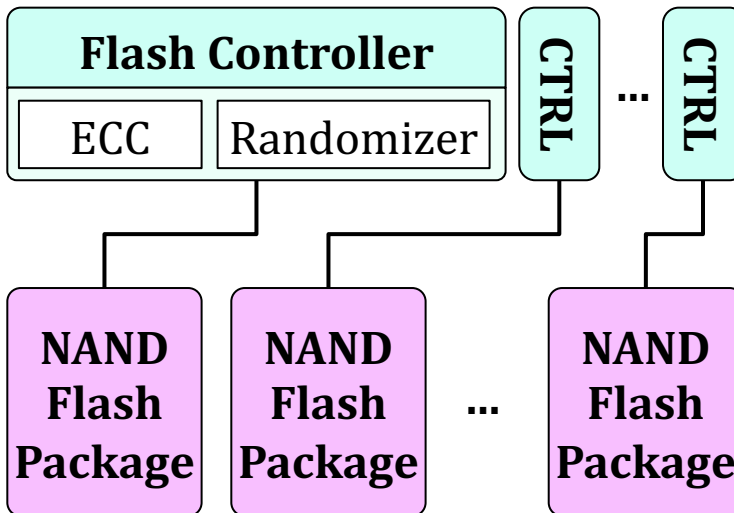 Flash Controller
ECC
Randomizer
CTRL
...
CTRL
NAND
Flash
Package
NAND
Flash
Package
...
NAND
Flash
Package